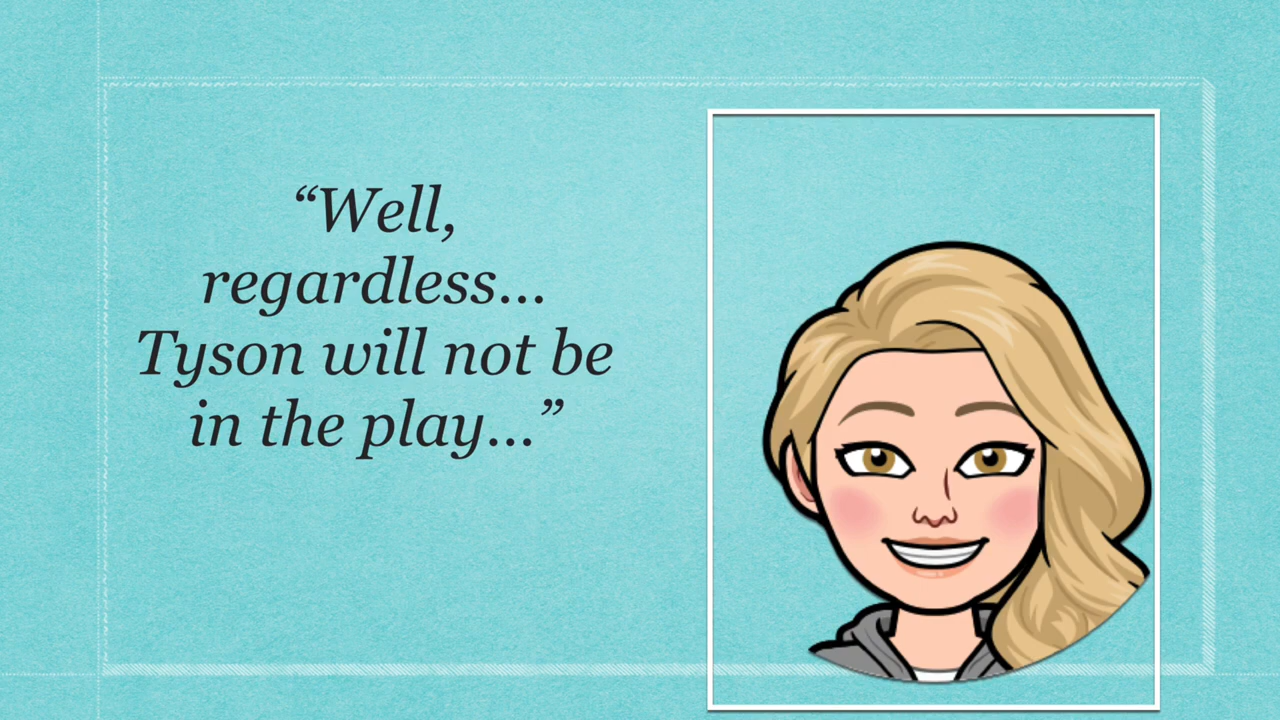 “Well,
regardless...
Tyson will not be
in the play...”